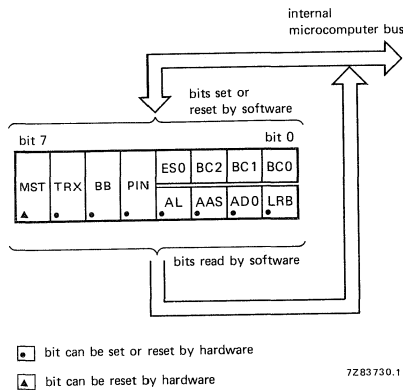 internal
microcomputer bus
bits set or
reset by software
bit 7
bit 0
MST TRX BB PIN ES0 BC2 BC1 BC0
AL AAS AD0 LRB
bits read by software
bit can be set or reset by hardware
bit can be reset by hardware
7Z83730.1